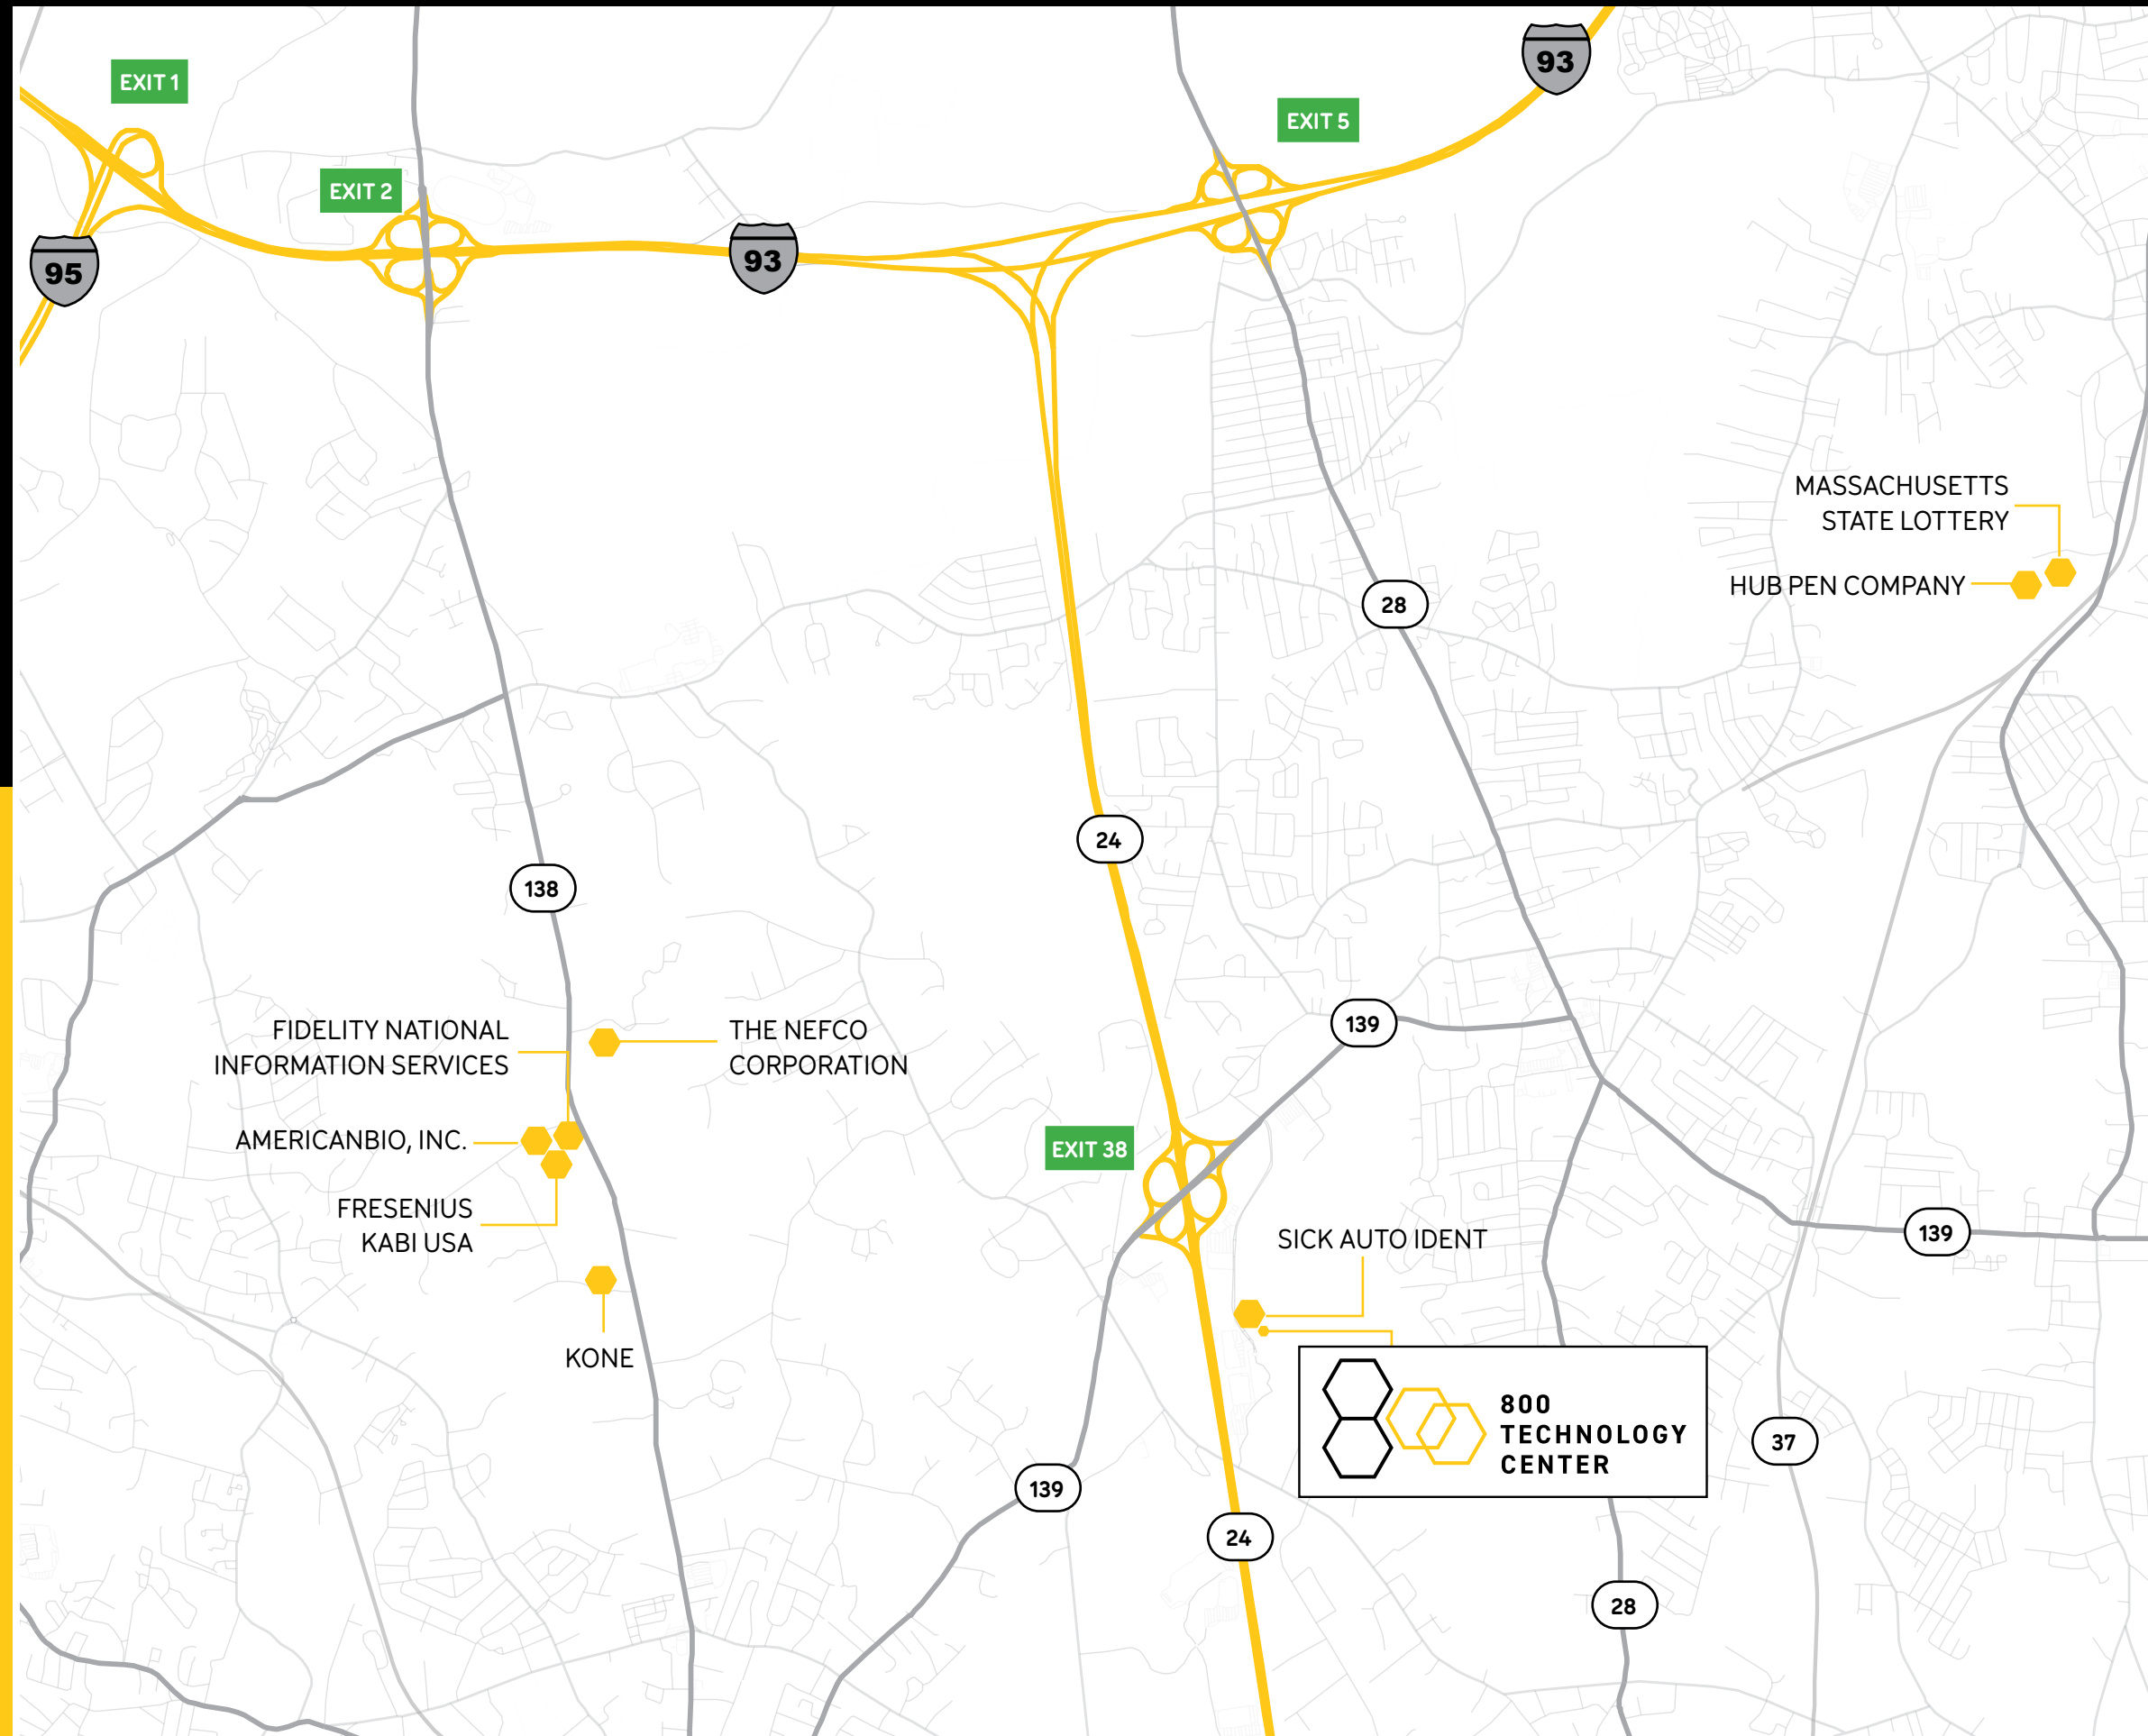 93
EXIT 1
EXIT 5
EXIT 2
95
93
MASSACHUSETTS
STATE LOTTERY
HUB PEN COMPANY
28
24
138
FIDELITY NATIONAL
INFORMATION SERVICES
THE NEFCO
CORPORATION
139
AMERICANBIO, INC.
EXIT 38
FRESENIUS
KABI USA
SICK AUTO IDENT
139
KONE
800
TECHNOLOGY
CENTER
37
139
24
28